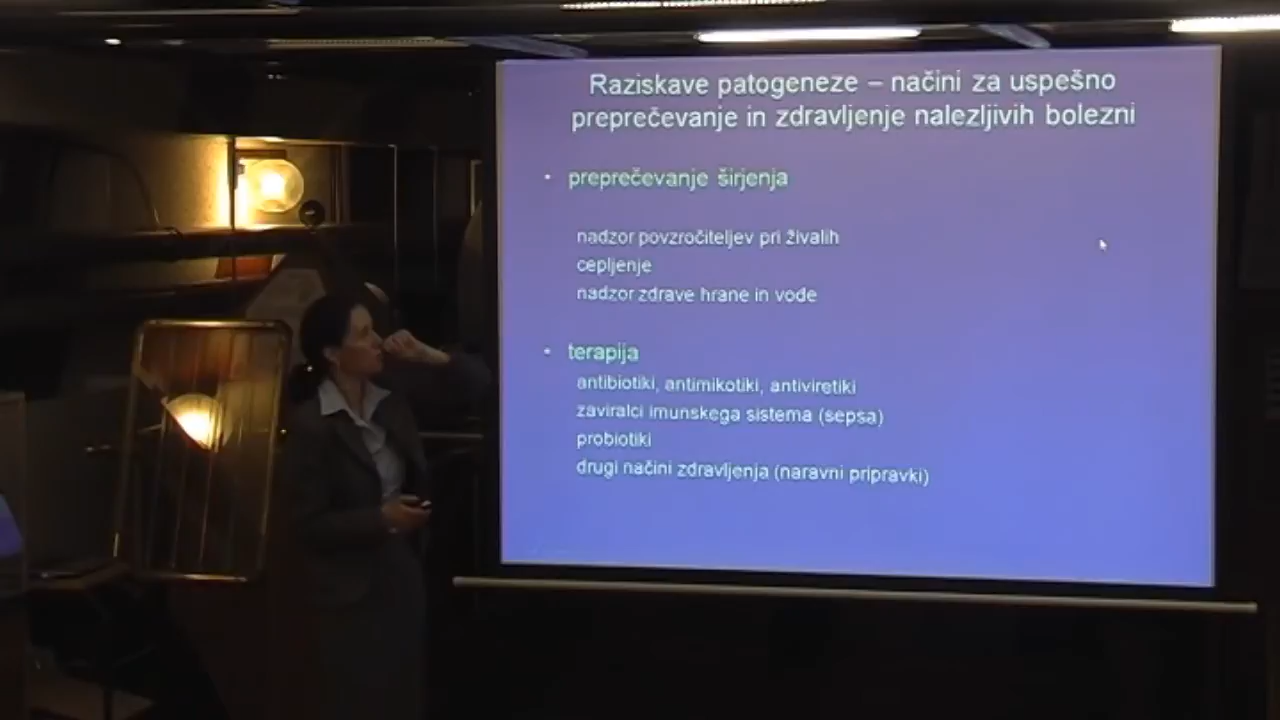 Raziskave patogeneze – načini za uspešno
preprečevanje in zdravljenje nalezljivih bolezni
• preprečevanje širjenja
nadzor povzročiteljev pri živalih
cepljenje
nadzor zdrave hrane in vode
• terapija
antibiotiki, antimikotiki, antiviretiki
zaviralci imunskega sistema (sepsa)
probiotiki
drugi načini zdravljenja (naravni pripravki)